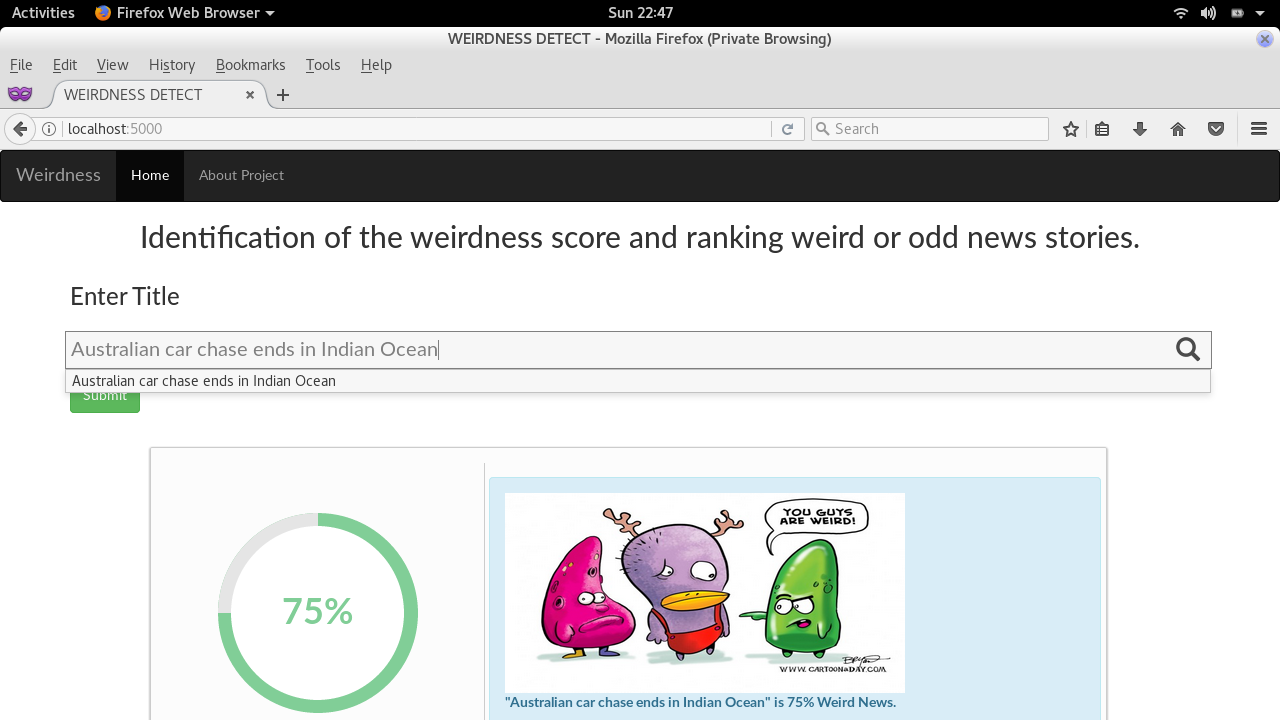 Activities Firefox Web Browser Sun 22:47
WEIRDNESS DETECT - Mozilla Firefox (Private Browsing)
File Edit View History Bookmarks Tools Help
WEIRDNESS DETECT
localhost:5000 Search
Weirdness Home About Project
Identification of the weirdness score and ranking weird or odd news stories.
Enter Title
Australian car chase ends in Indian Ocean
Australian car chase ends in Indian Ocean
Submit
YOU GUYS
ARE WEIRD!
75%
WWW.CARTOONADAY.COM
"Australian car chase ends in Indian Ocean" is 75% Weird News.